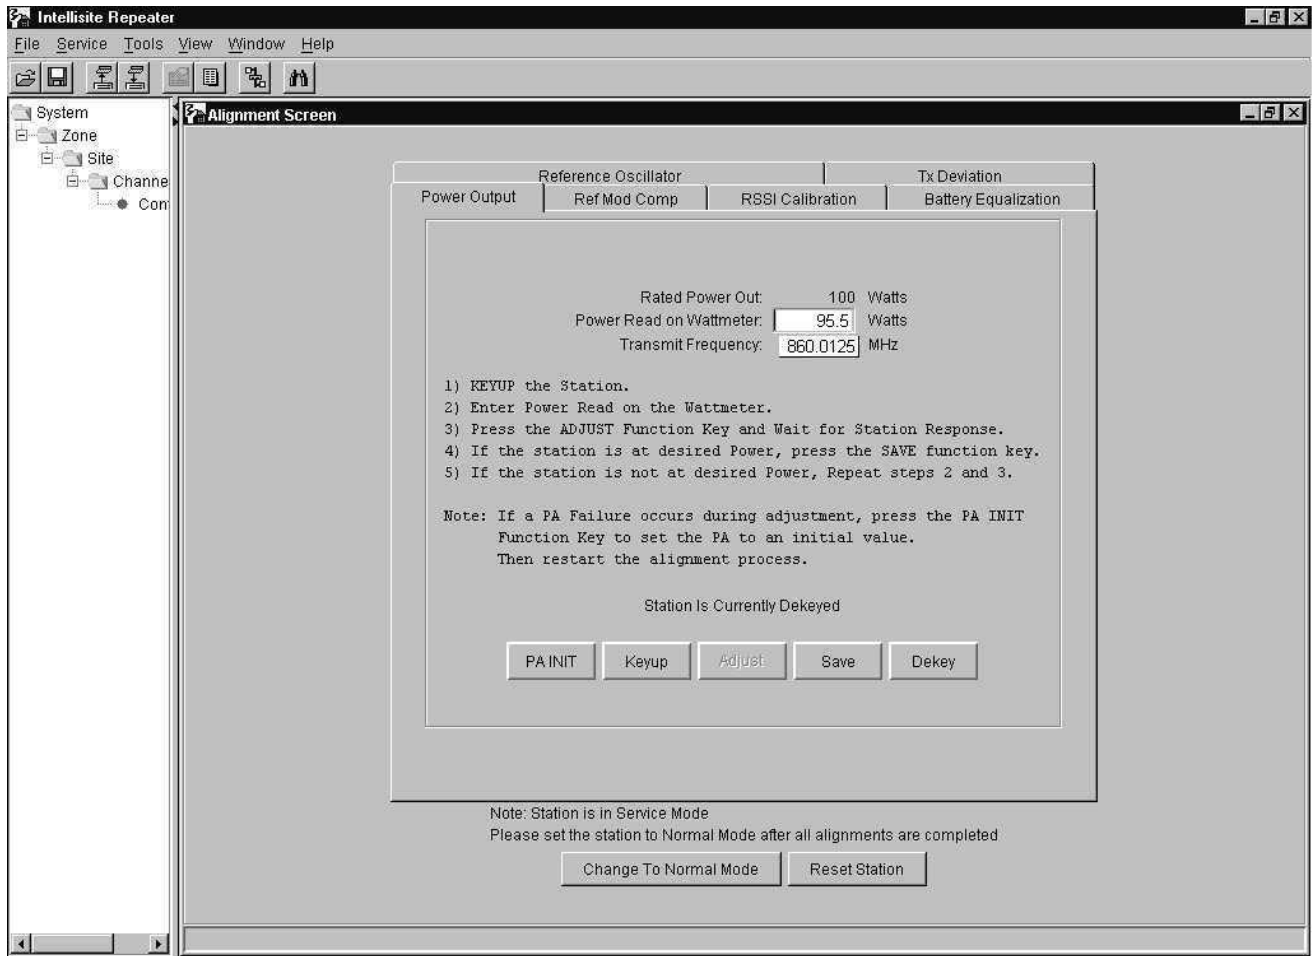 Intellisite Repeater
File Service Tools View Window Help
System
Zone
Site
Channe
Con
Alignment Screen
Reference Oscillator Tx Deviation
Power Output Ref Mod Comp RSSI Calibration Battery Equalization
Rated Power Out: 100 Watts
Power Read on Wattmeter: 95.5 Watts
Transmit Frequency: 860.0125 MHz
1) KEYUP the Station.
2) Enter Power Read on the Wattmeter.
3) Press the ADJUST Function Key and Wait for Station Response.
4) If the station is at desired Power, press the SAVE function key.
5) If the station is not at desired Power, Repeat steps 2 and 3.
Note: If a PA Failure occurs during adjustment, press the PA INIT
Function Key to set the PA to an initial value.
Then restart the alignment process.
Station Is Currently Dekeyed
PA INIT Keyup Adjust Save Dekey
Note: Station is in Service Mode
Please set the station to Normal Mode after all alignments are completed
Change To Normal Mode Reset Station